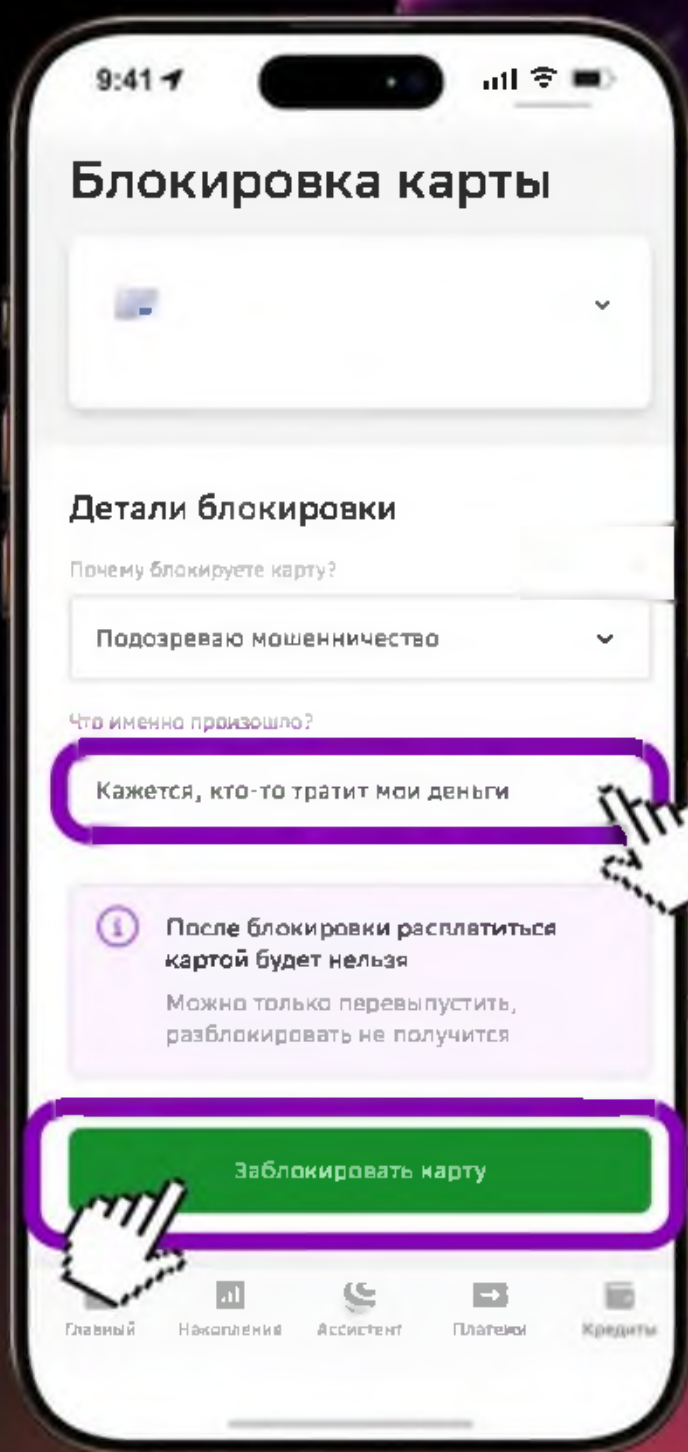 9:41
Блокировка карты
Детали блокировки
Почему блокируете карту?
Подозреваю мошенничество
Что именно произошло?
Кажется, кто-то тратит мои деньги
После блокировки расплатиться
картой будет нельзя
Можно только перевыпустить,
разблокировать не получится
Заблокировать карту
Главный Накопления Ассистент Платежи Кредиты